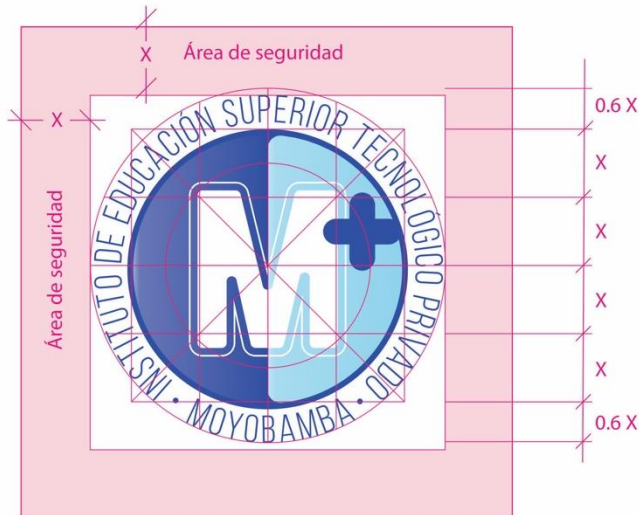 X
Área de seguridad
X
Área de seguridad
INSTITUTO DE EDUCACIÓN SUPERIOR TECNOLÓGICO PRIVADO
• MOYOBAMBA •
M+
0.6 X
X
X
X
X
0.6 X